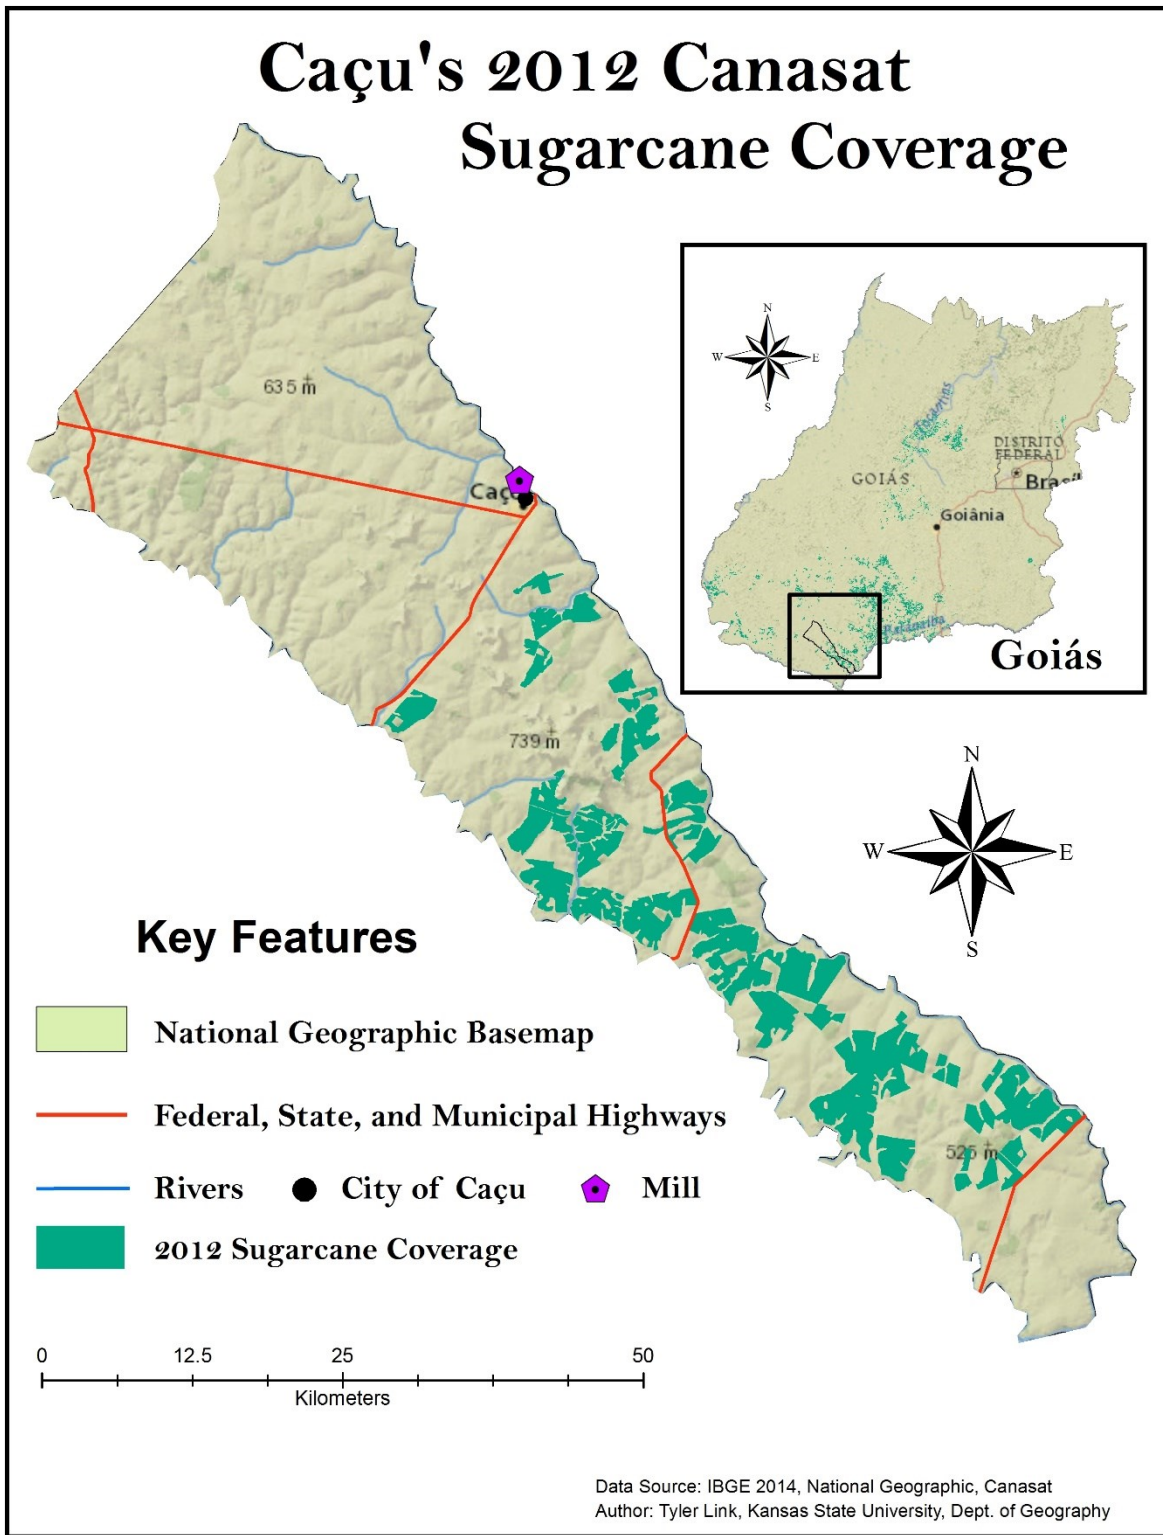 Caçu's 2012 Canasat
Sugarcane Coverage
N
W E
S
Tocantins
DISTRITO
FEDERAL
GOIÁS
Goiânia
Paranaíba
Goiás
635 m
739 m
N
W E
S
525 m
Key Features
National Geographic Basemap
Federal, State, and Municipal Highways
Rivers City of Caçu Mill
2012 Sugarcane Coverage
0 12.5 25 50
Kilometers
Data Source: IBGE 2014, National Geographic, Canasat
Author: Tyler Link, Kansas State University, Dept. of Geography